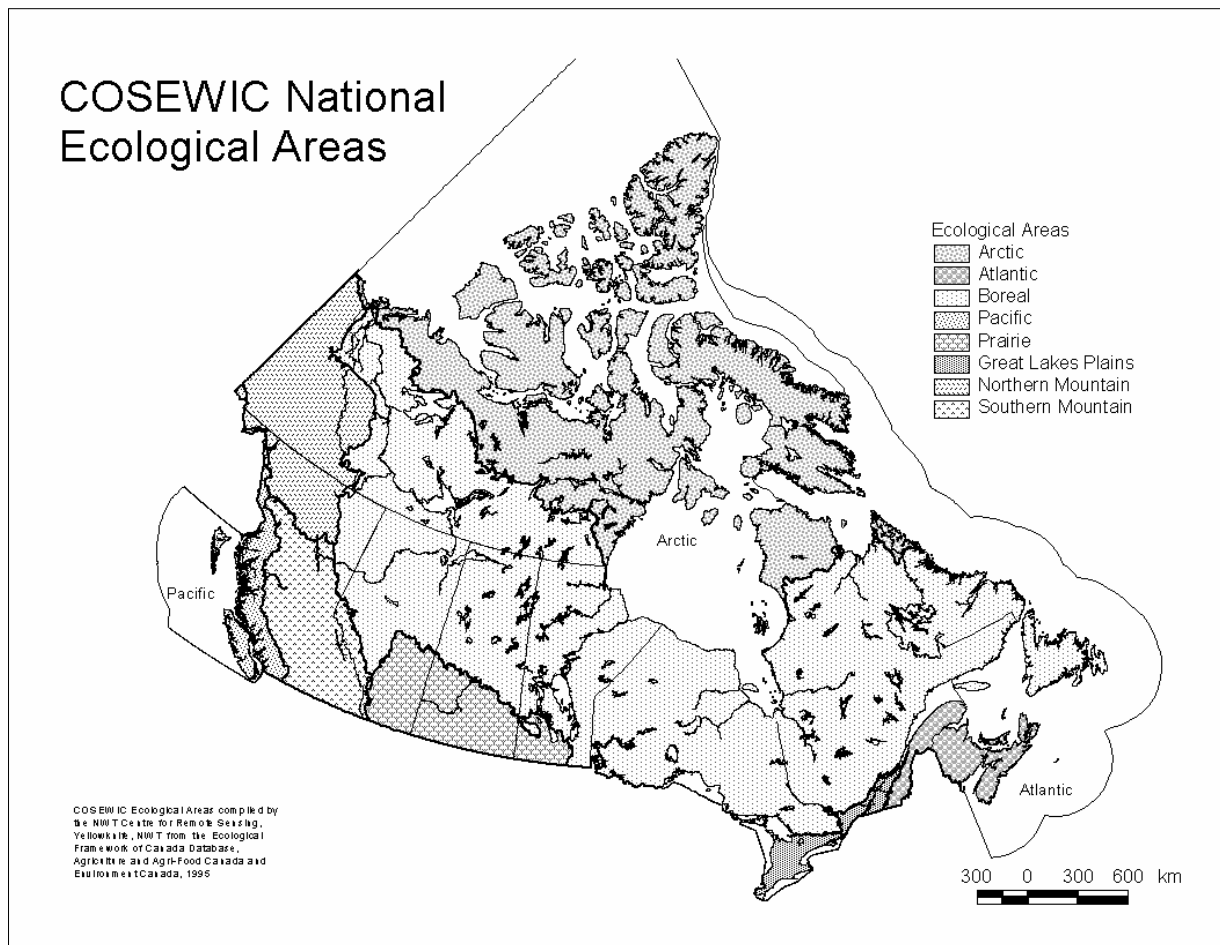 COSEWIC National
Ecological Areas
Ecological Areas
Arctic
Atlantic
Boreal
Pacific
Prairie
Great Lakes Plains
Northern Mountain
Southern Mountain
Arctic
Pacific
Atlantic
COSEWIC Ecological Areas compiled by
the NWT Centre for Remote Sensing,
Yellowknife, NWT from the Ecological
Framework of Canada Database,
Agriculture and Agri-Food Canada and
Environment Canada, 1995
300 0 300 600 km